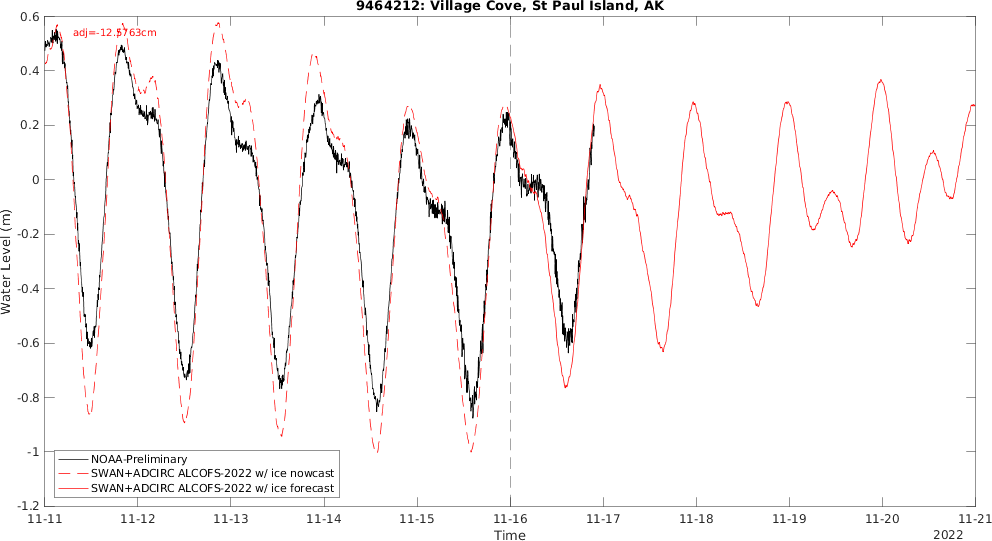 9464212: Village Cove, St Paul Island, AK
adj=-12.5763cm
Water Level (m)
0.6
0.4
0.2
0
-0.2
-0.4
-0.6
-0.8
-1
-1.2
NOAA-Preliminary
SWAN+ADCIRC ALCOFS-2022 w/ ice nowcast
SWAN+ADCIRC ALCOFS-2022 w/ ice forecast
11-11 11-12 11-13 11-14 11-15 11-16 11-17 11-18 11-19 11-20 11-21
Time
2022